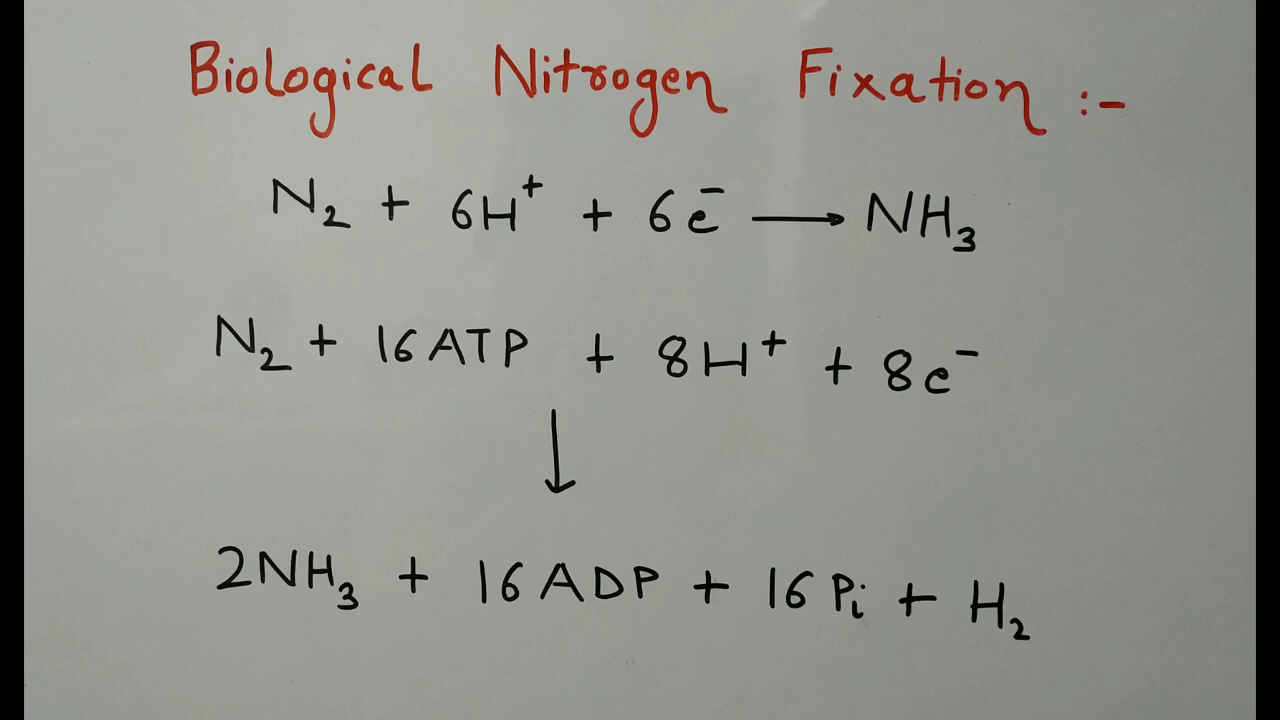 Biological Nitrogen Fixation :-
N₂ + 6H⁺ + 6e⁻ ⟶ NH₃
N₂ + 16ATP + 8H⁺ + 8e⁻
↓
2NH₃ + 16ADP + 16Pi + H₂